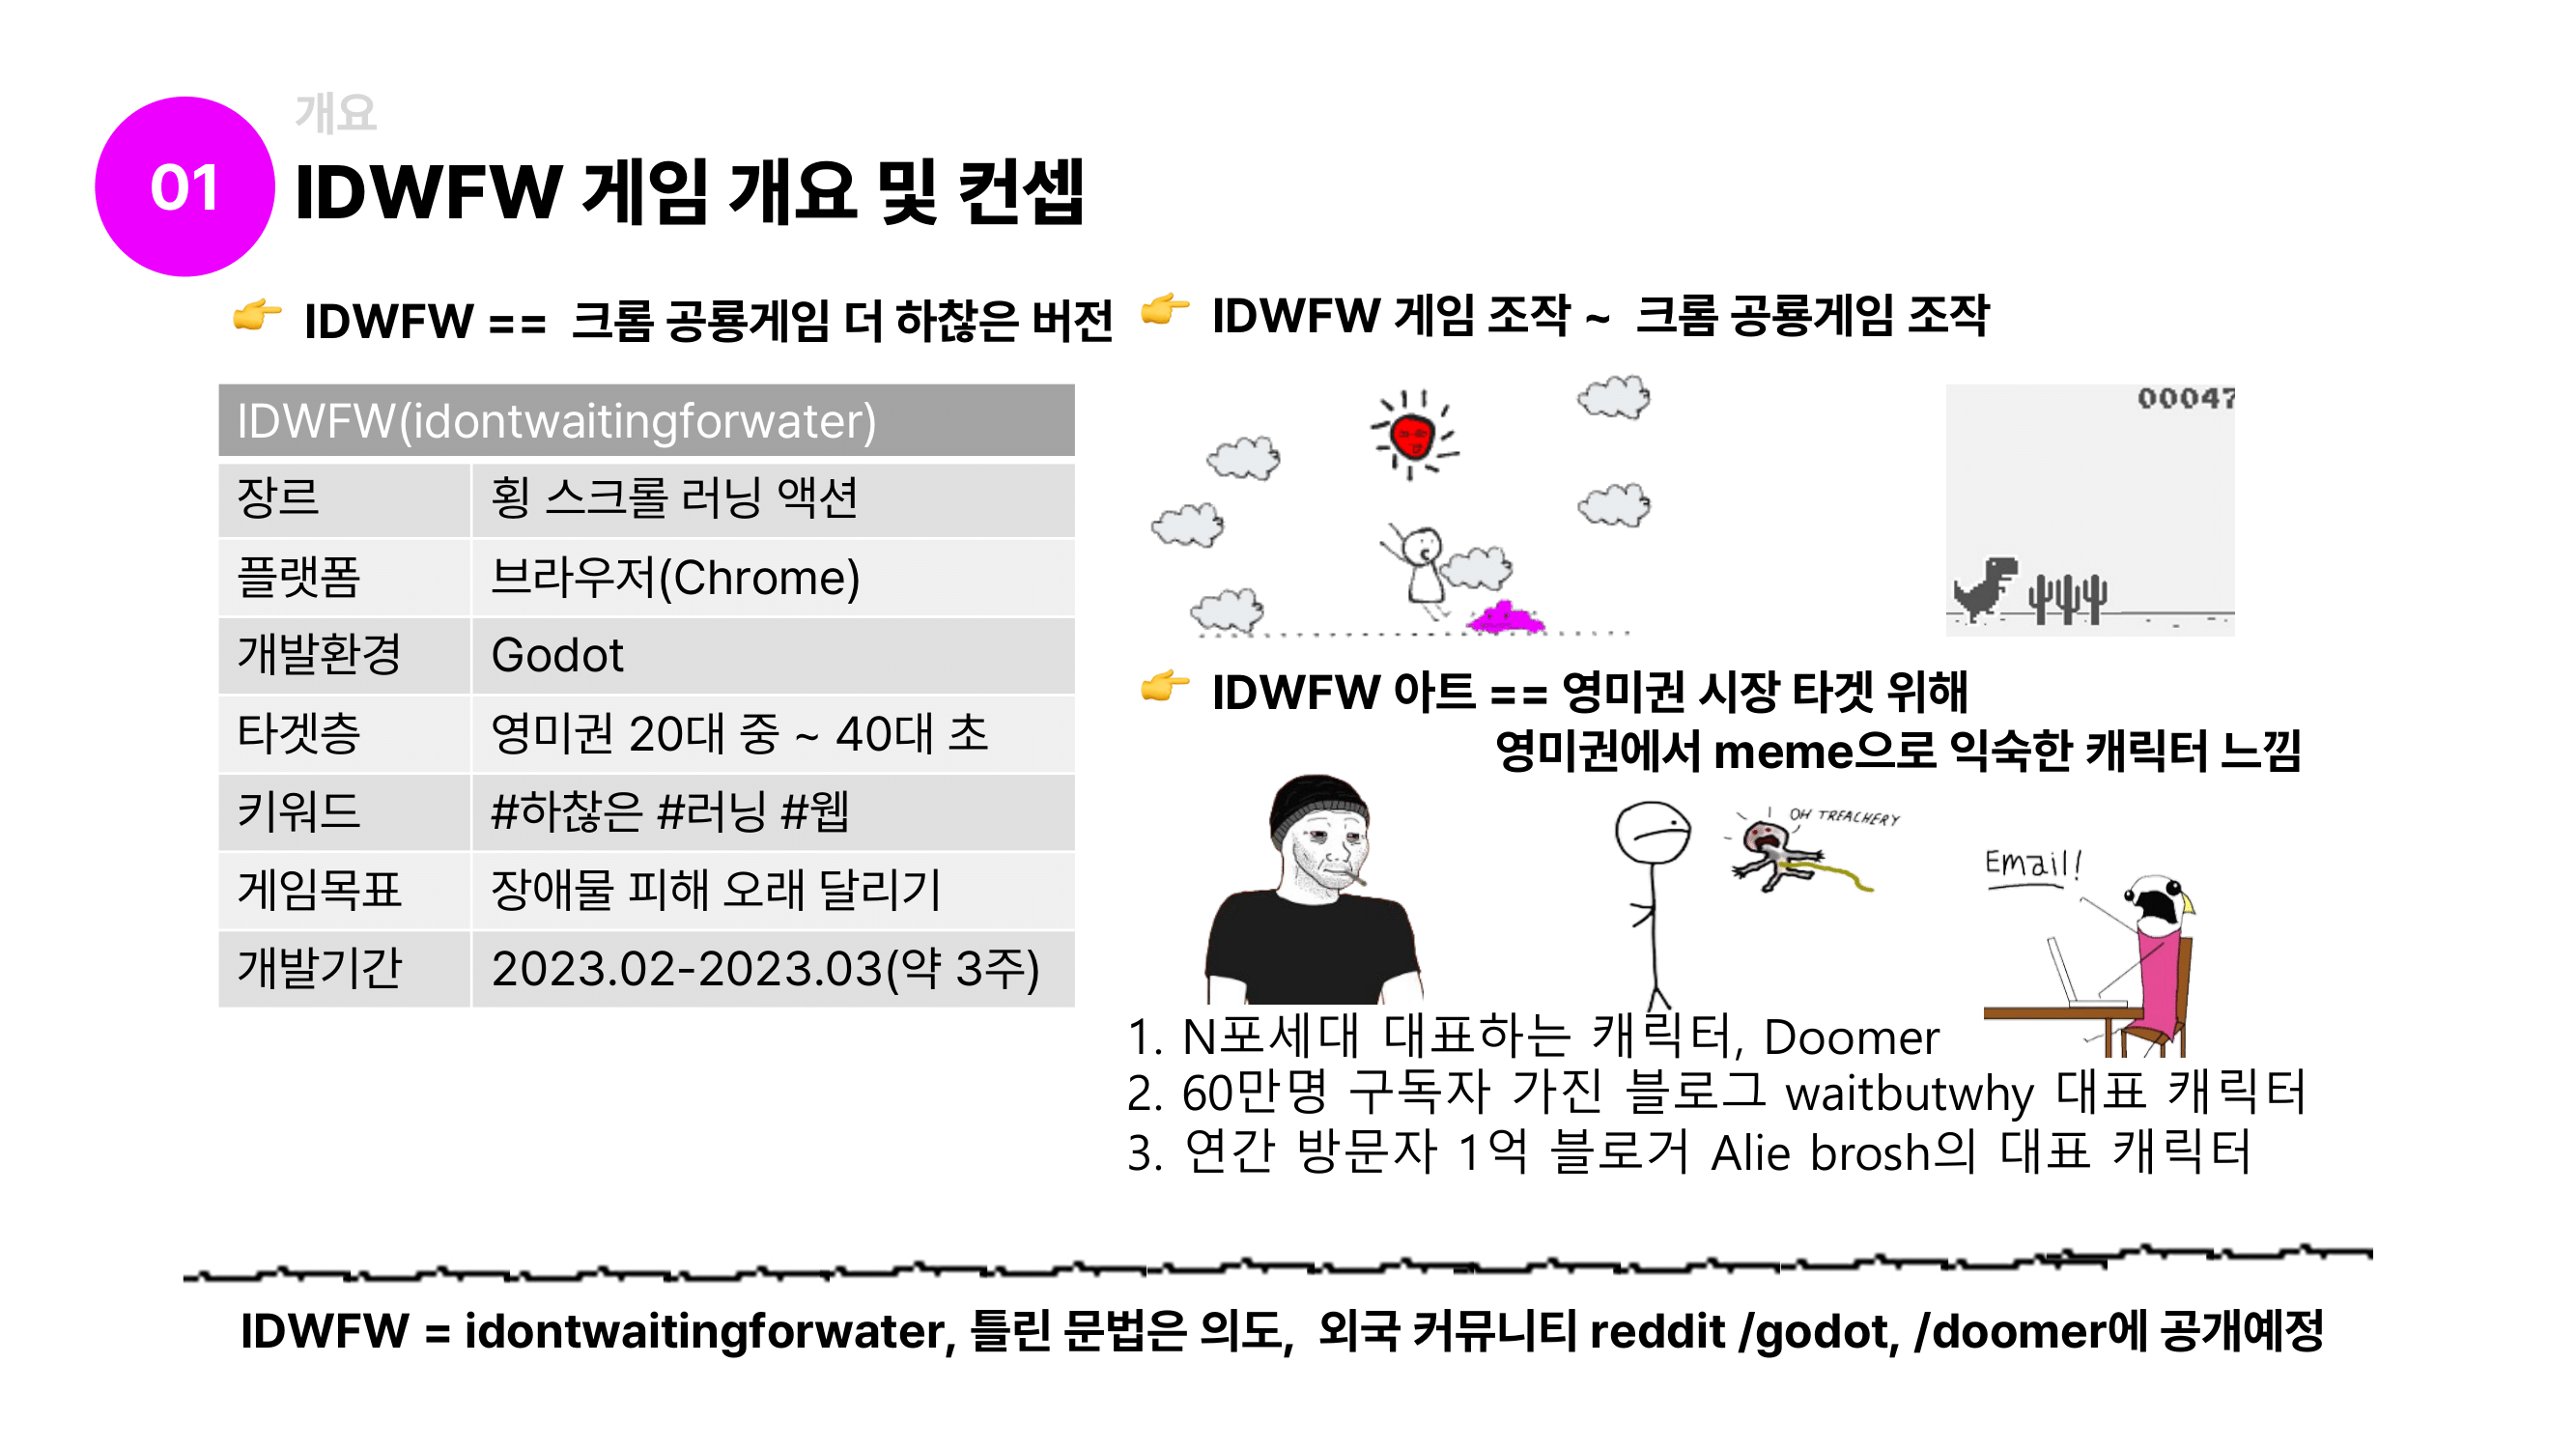 개요
01
IDWFW 게임 개요 및 컨셉
IDWFW == 크롬 공룡게임 더 하찮은 버전
IDWFW(idontwaitingforwater)
장르 횡 스크롤 러닝 액션
플랫폼 브라우저(Chrome)
개발환경 Godot
타겟층 영미권 20대 중 ~ 40대 초
키워드 #하찮은 #러닝 #웹
게임목표 장애물 피해 오래 달리기
개발기간 2023.02-2023.03(약 3주)
IDWFW 게임 조작 ~ 크롬 공룡게임 조작
00047
IDWFW 아트 == 영미권 시장 타겟 위해
영미권에서 meme으로 익숙한 캐릭터 느낌
OH TREACHERY
Email!
1. N포세대 대표하는 캐릭터, Doomer
2. 60만명 구독자 가진 블로그 waitbutwhy 대표 캐릭터
3. 연간 방문자 1억 블로거 Alie brosh의 대표 캐릭터
IDWFW = idontwaitingforwater, 틀린 문법은 의도, 외국 커뮤니티 reddit /godot, /doomer에 공개예정